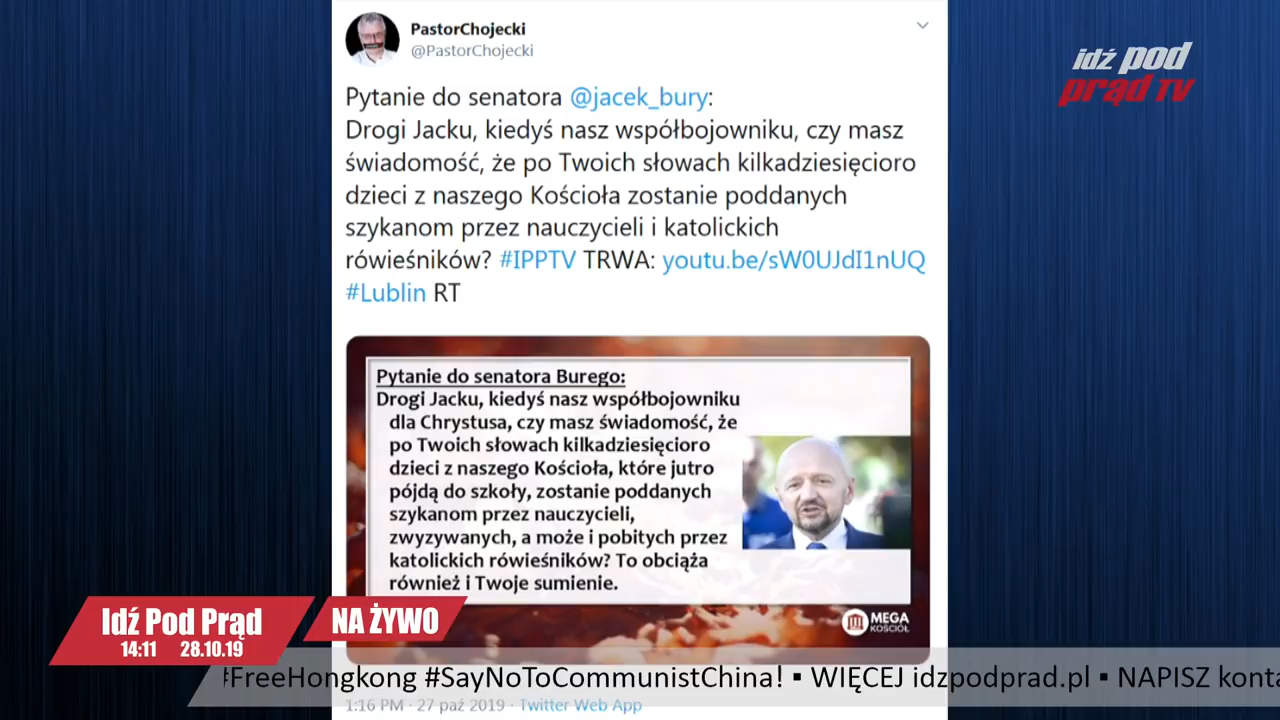 PastorChojecki
@PastorChojecki
idź pod
prąd TV
Pytanie do senatora @jacek_bury:
Drogi Jacku, kiedyś nasz współbojowniku, czy masz
świadomość, że po Twoich słowach kilkadziesięcioro
dzieci z naszego Kościoła zostanie poddanych
szykanom przez nauczycieli i katolickich
rówieśników? #IPPTV TRWA: youtu.be/sW0UJdI1nUQ
#Lublin RT
Pytanie do senatora Burego:
Drogi Jacku, kiedyś nasz współbojowniku
dla Chrystusa, czy masz świadomość, że
po Twoich słowach kilkadziesięcioro
dzieci z naszego Kościoła, które jutro
pójdą do szkoły, zostanie poddanych
szykanom przez nauczycieli,
zwyzywanych, a może i pobitych przez
katolickich rówieśników? To obciąża
również i Twoje sumienie.
MEGA
KOŚCIÓŁ
Idź Pod Prąd
NA ŻYWO
14:11 28.10.19
#FreeHongkong #SayNoToCommunistChina! ▪ WIĘCEJ idzpodprad.pl ▪ NAPISZ konta
1:16 PM · 27 paź 2019 · Twitter Web App